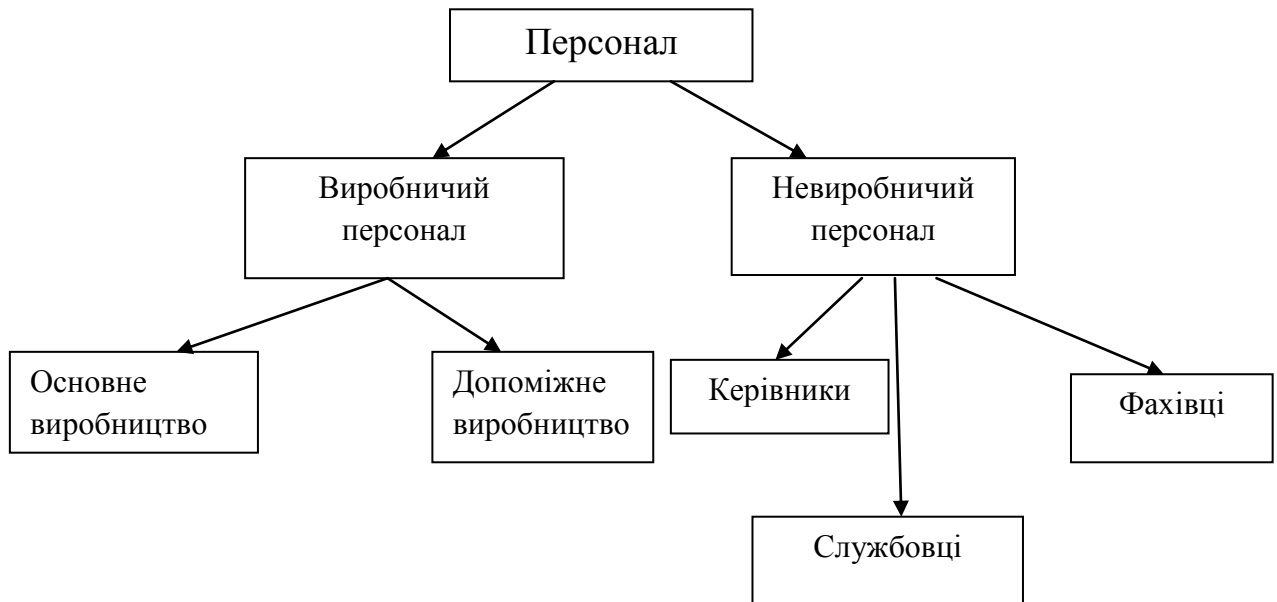 Персонал
Виробничий
персонал
Невиробничий
персонал
Основне
виробництво
Допоміжне
виробництво
Керівники
Фахівці
Службовці